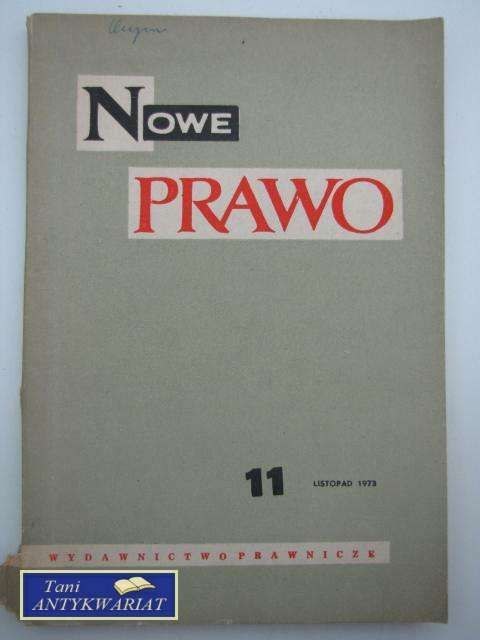 NOWE
PRAWO
11 LISTOPAD 1973
WYDAWNICTWO PRAWNICZE
Tani
ANTYKWARIAT